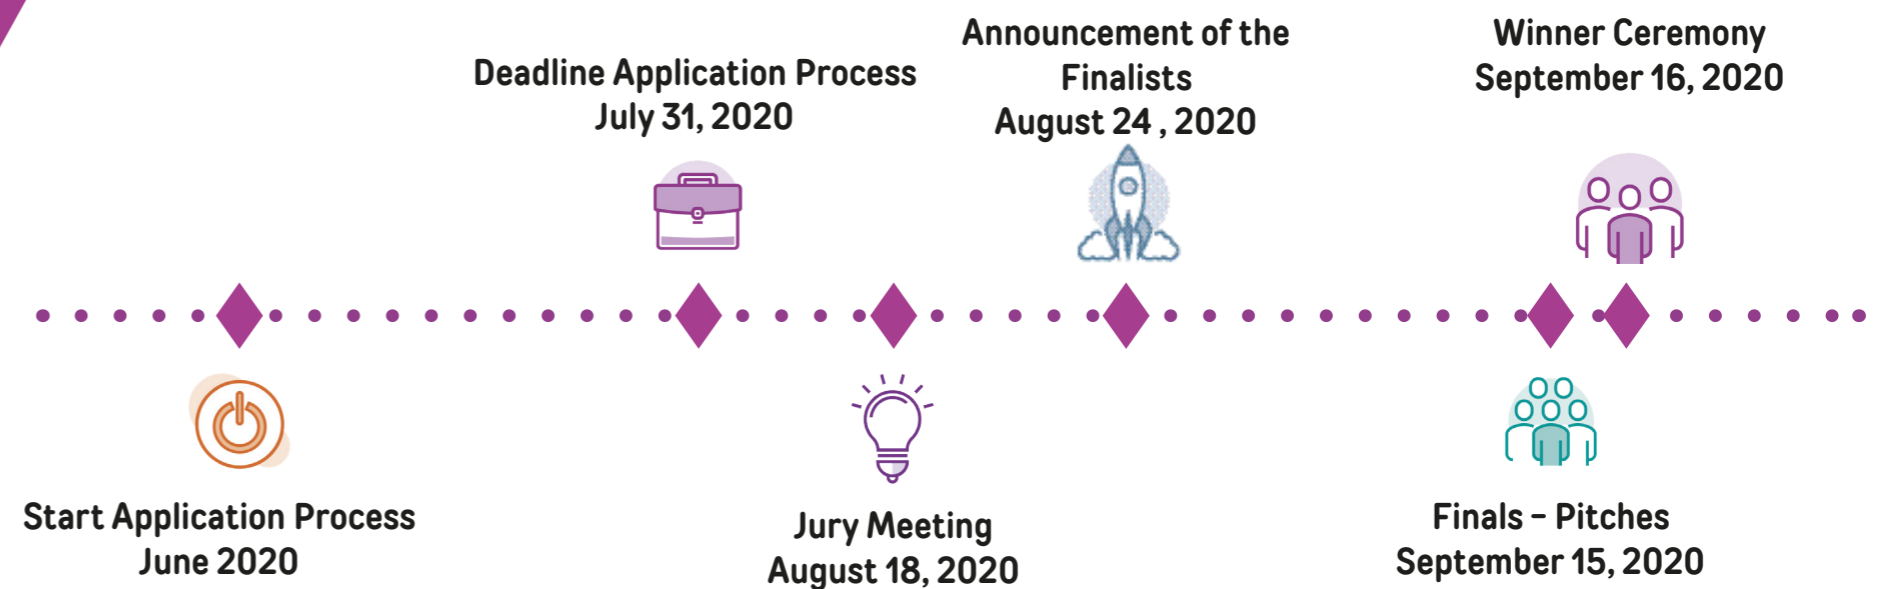 Start Application Process
June 2020
Deadline Application Process
July 31, 2020
Jury Meeting
August 18, 2020
Announcement of the
Finalists
August 24 , 2020
Finals – Pitches
September 15, 2020
Winner Ceremony
September 16, 2020